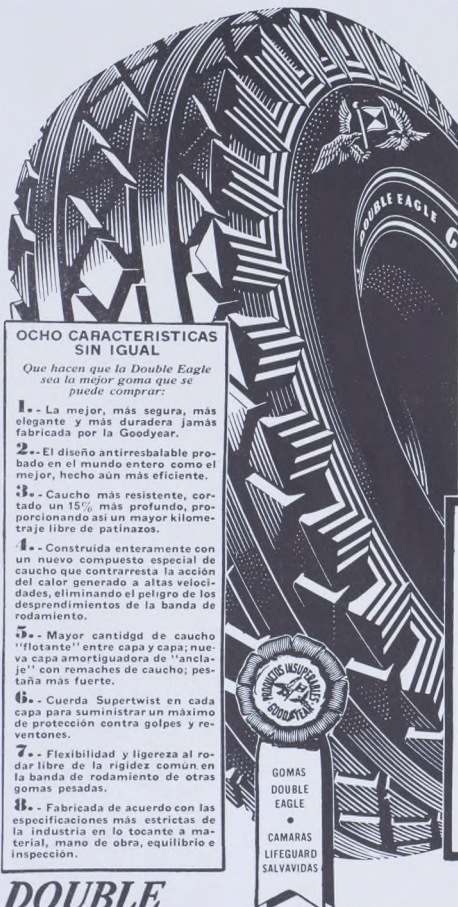 DOUBLE EAGLE G
OCHO CARACTERISTICAS
SIN IGUAL
Que hacen que la Double Eagle
sea la mejor goma que se
puede comprar:
1.- La mejor, más segura, más
elegante y más duradera jamás
fabricada por la Goodyear.
2.- El diseño antirresbalable pro-
bado en el mundo entero como el
mejor, hecho aún más eficiente.
3.- Caucho más resistente, cor-
tado un 15% más profundo, pro-
porcionando así un mayor kilome-
traje libre de patinazos.
4.- Construida enteramente con
un nuevo compuesto especial de
caucho que contrarresta la acción
del calor generado a altas veloci-
dades, eliminando el peligro de los
desprendimientos de la banda de
rodamiento.
5.- Mayor cantidgd de caucho
"flotante" entre capa y capa; nue-
va capa amortiguadora de "ancla-
je" con remaches de caucho; pes-
taña más fuerte.
6.- Cuerda Supertwist en cada
capa para suministrar un máximo
de protección contra golpes y re-
ventones.
7.- Flexibilidad y ligereza al ro-
dar libre de la rigidez común en
la banda de rodamiento de otras
gomas pesadas.
8.- Fabricada de acuerdo con las
especificaciones más estrictas de
la industria en lo tocante a ma-
terial, mano de obra, equilibrio e
inspección.
PRODUCTOS INSUPERABLES
GOODYEAR
GOMAS
DOUBLE
EAGLE
•
CAMARAS
LIFEGUARD
SALVAVIDAS
DOUBLE